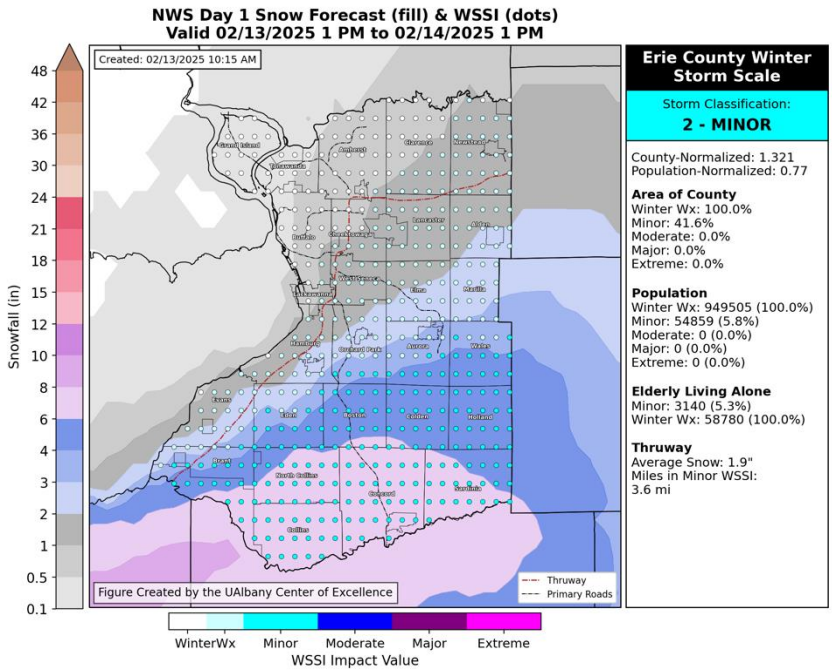 NWS Day 1 Snow Forecast (fill) & WSSI (dots)
Valid 02/13/2025 1 PM to 02/14/2025 1 PM
Created: 02/13/2025 10:15 AM
Snowfall (in)
48
42
36
30
24
21
18
15
12
10
8
6
4
3
2
1
0.5
0.1
Grand Island
Tonawanda
Amherst
Clarence
Newstead
Buffalo
Cheektowaga
Lancaster
Alden
West Seneca
Lackawanna
Elma
Marilla
Hamburg
Orchard Park
Aurora
Wales
Evans
Eden
Boston
Colden
Holland
Brant
North Collins
Concord
Sardinia
Collins
Figure Created by the UAlbany Center of Excellence
Thruway
Primary Roads
WinterWx
Minor
Moderate
Major
Extreme
WSSI Impact Value
Erie County Winter
Storm Scale
Storm Classification:
2 - MINOR
County-Normalized: 1.321
Population-Normalized: 0.77
Area of County
Winter Wx: 100.0%
Minor: 41.6%
Moderate: 0.0%
Major: 0.0%
Extreme: 0.0%
Population
Winter Wx: 949505 (100.0%)
Minor: 54859 (5.8%)
Moderate: 0 (0.0%)
Major: 0 (0.0%)
Extreme: 0 (0.0%)
Elderly Living Alone
Minor: 3140 (5.3%)
Winter Wx: 58780 (100.0%)
Thruway
Average Snow: 1.9"
Miles in Minor WSSI:
3.6 mi